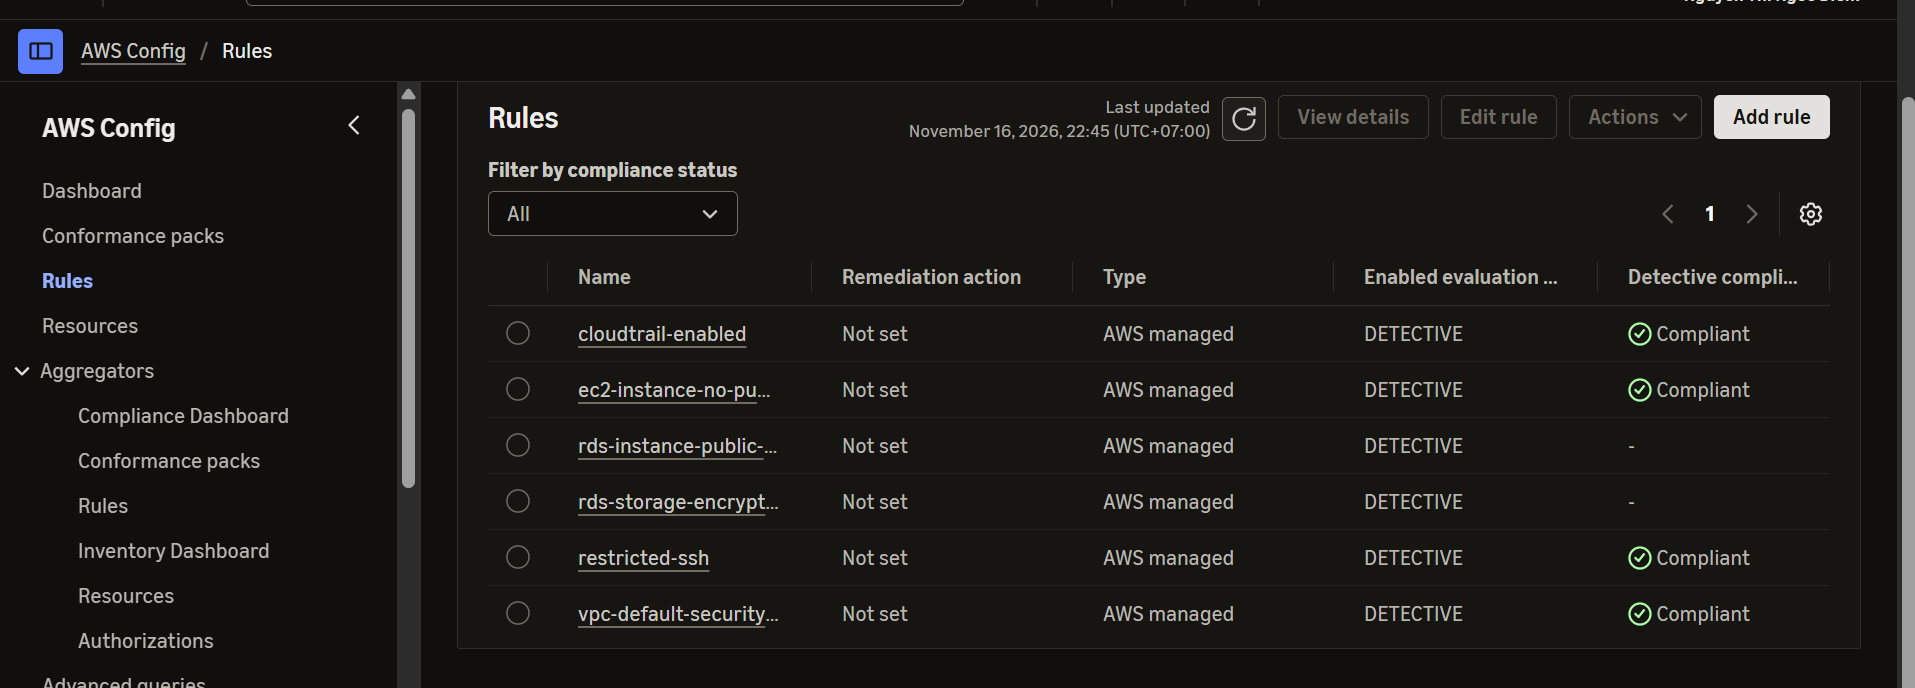 AWS Config / Rules
AWS Config
Dashboard
Conformance packs
Rules
Resources
Aggregators
Compliance Dashboard
Conformance packs
Rules
Inventory Dashboard
Resources
Authorizations
Advanced queries
Rules
Last updated
November 16, 2026, 22:45 (UTC+07:00)
View details
Edit rule
Actions
Add rule
Filter by compliance status
All
1
Name Remediation action Type Enabled evaluation ... Detective compli...
cloudtrail-enabled Not set AWS managed DETECTIVE Compliant
ec2-instance-no-pu... Not set AWS managed DETECTIVE Compliant
rds-instance-public-... Not set AWS managed DETECTIVE -
rds-storage-encrypt... Not set AWS managed DETECTIVE -
restricted-ssh Not set AWS managed DETECTIVE Compliant
vpc-default-security... Not set AWS managed DETECTIVE Compliant